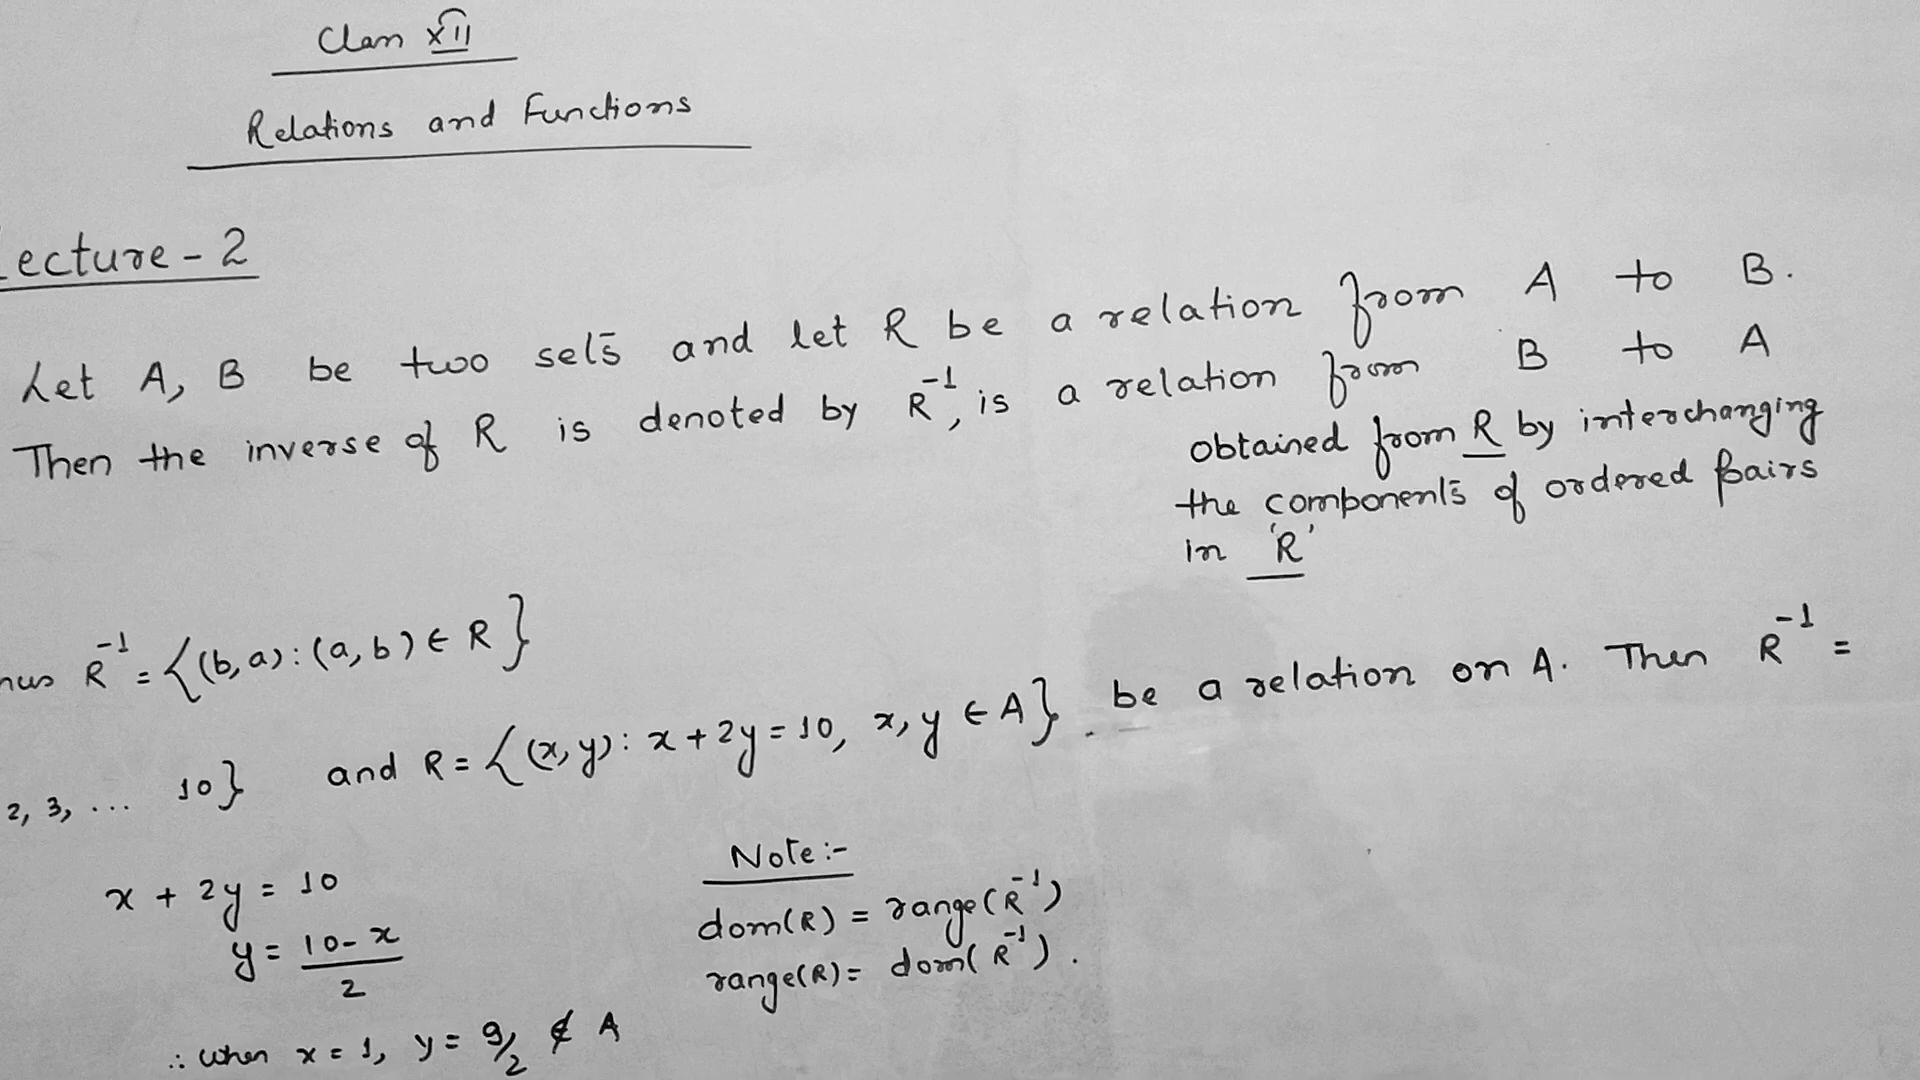 Class XII
Relations and Functions
Lecture - 2
Let A, B be two sets and let R be a relation from A to B.
Then the inverse of R is denoted by R⁻¹, is a relation from B to A
obtained from R by interchanging
the components of ordered pairs
in 'R'
R⁻¹ = {(b,a) : (a,b) ∈ R}
2, 3, ... 10} and R = {(x,y) : x + 2y = 10, x, y ∈ A} be a relation on A. Then R⁻¹ =
x + 2y = 10
y = (10 - x)/2
∴ when x = 1, y = 9/2 ∉ A
Note :-
dom(R) = range(R⁻¹)
range(R) = dom(R⁻¹).